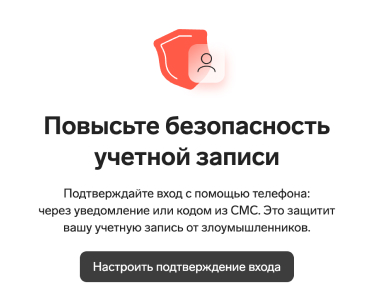 Повысьте безопасность
учетной записи
Подтверждайте вход с помощью телефона:
через уведомление или кодом из СМС. Это защитит
вашу учетную запись от злоумышленников.
Настроить подтверждение входа